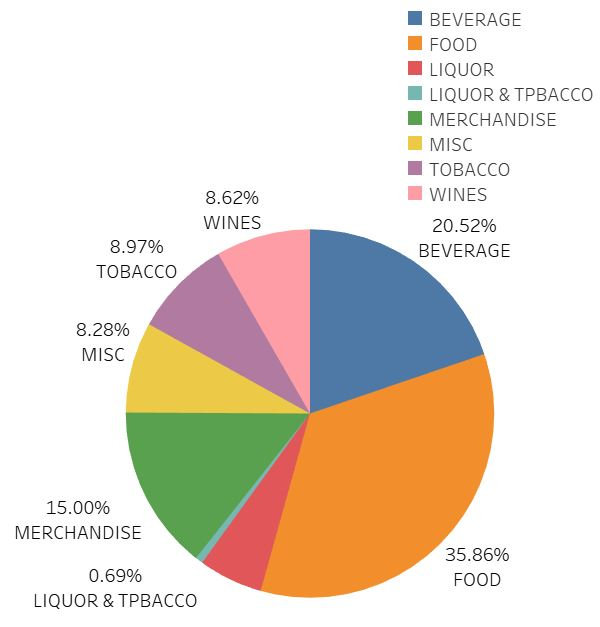 BEVERAGE
FOOD
LIQUOR
LIQUOR & TPBACCO
MERCHANDISE
MISC
TOBACCO
WINES
8.62%
WINES
20.52%
BEVERAGE
8.97%
TOBACCO
8.28%
MISC
15.00%
MERCHANDISE
35.86%
FOOD
0.69%
LIQUOR & TPBACCO